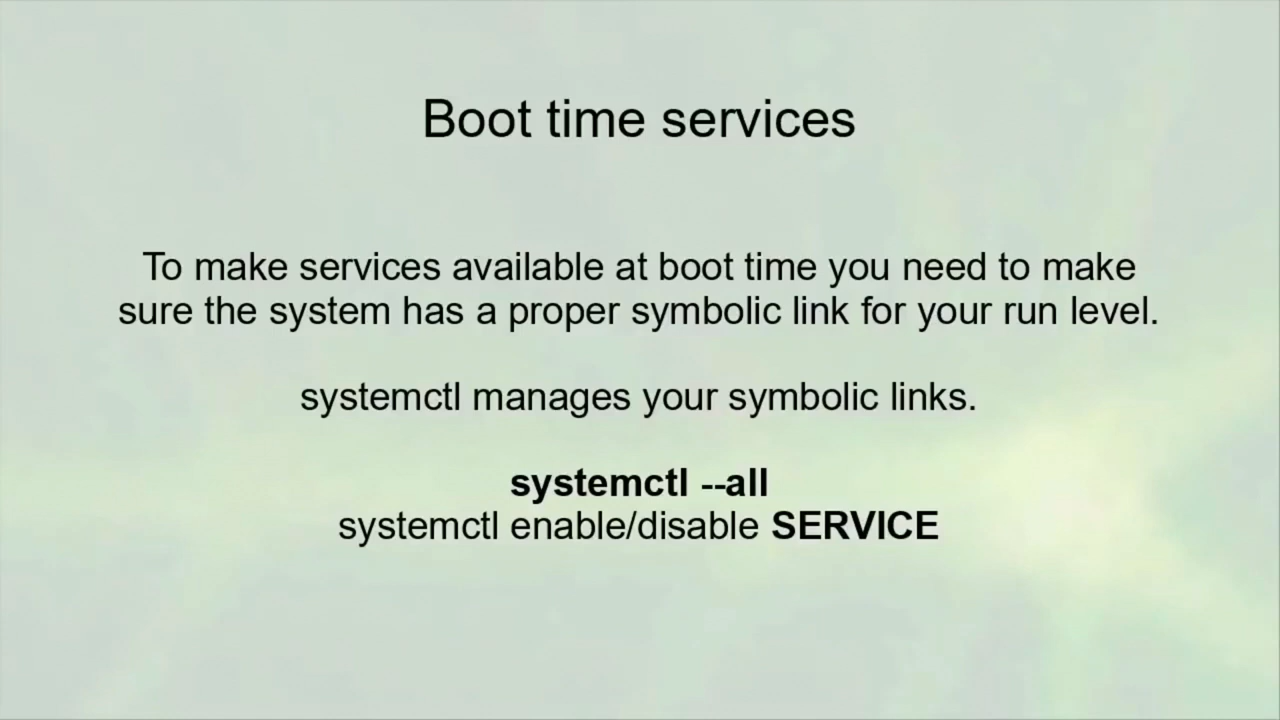 Boot time services
To make services available at boot time you need to make
sure the system has a proper symbolic link for your run level.
systemctl manages your symbolic links.
systemctl --all
systemctl enable/disable SERVICE